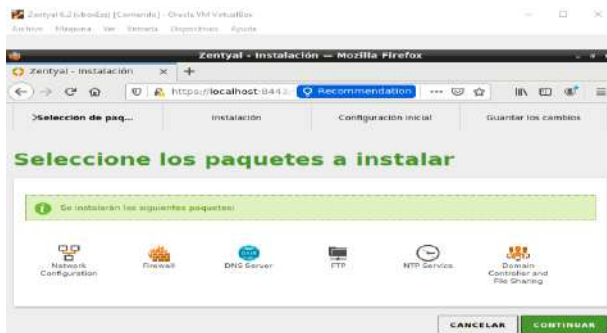 Zentyal 6.2 [Corriendo] - Oracle VM VirtualBox
Archivo Máquina Ver Entrada Dispositivos Ayuda
Zentyal - Instalación — Mozilla Firefox
Zentyal - Instalación
https://localhost:8443
Recommendation
Selección de paq...
Instalación
Configuración inicial
Guardar los cambios
Seleccione los paquetes a instalar
Se instalarán los siguientes paquetes:
Network
Configuration
Firewall
DNS Server
FTP
NTP Service
Domain
Controller and
File Sharing
CANCELAR
CONTINUAR